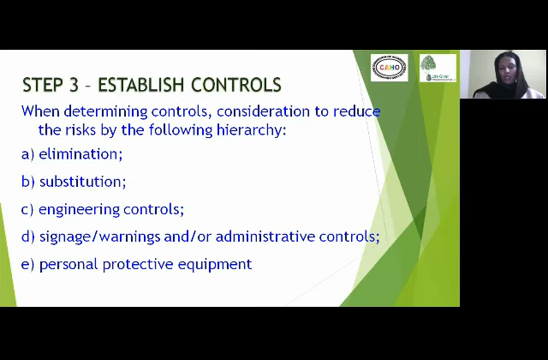 CAHO
STEP 3 – ESTABLISH CONTROLS
When determining controls, consideration to reduce
the risks by the following hierarchy:
a) elimination;
b) substitution;
c) engineering controls;
d) signage/warnings and/or administrative controls;
e) personal protective equipment